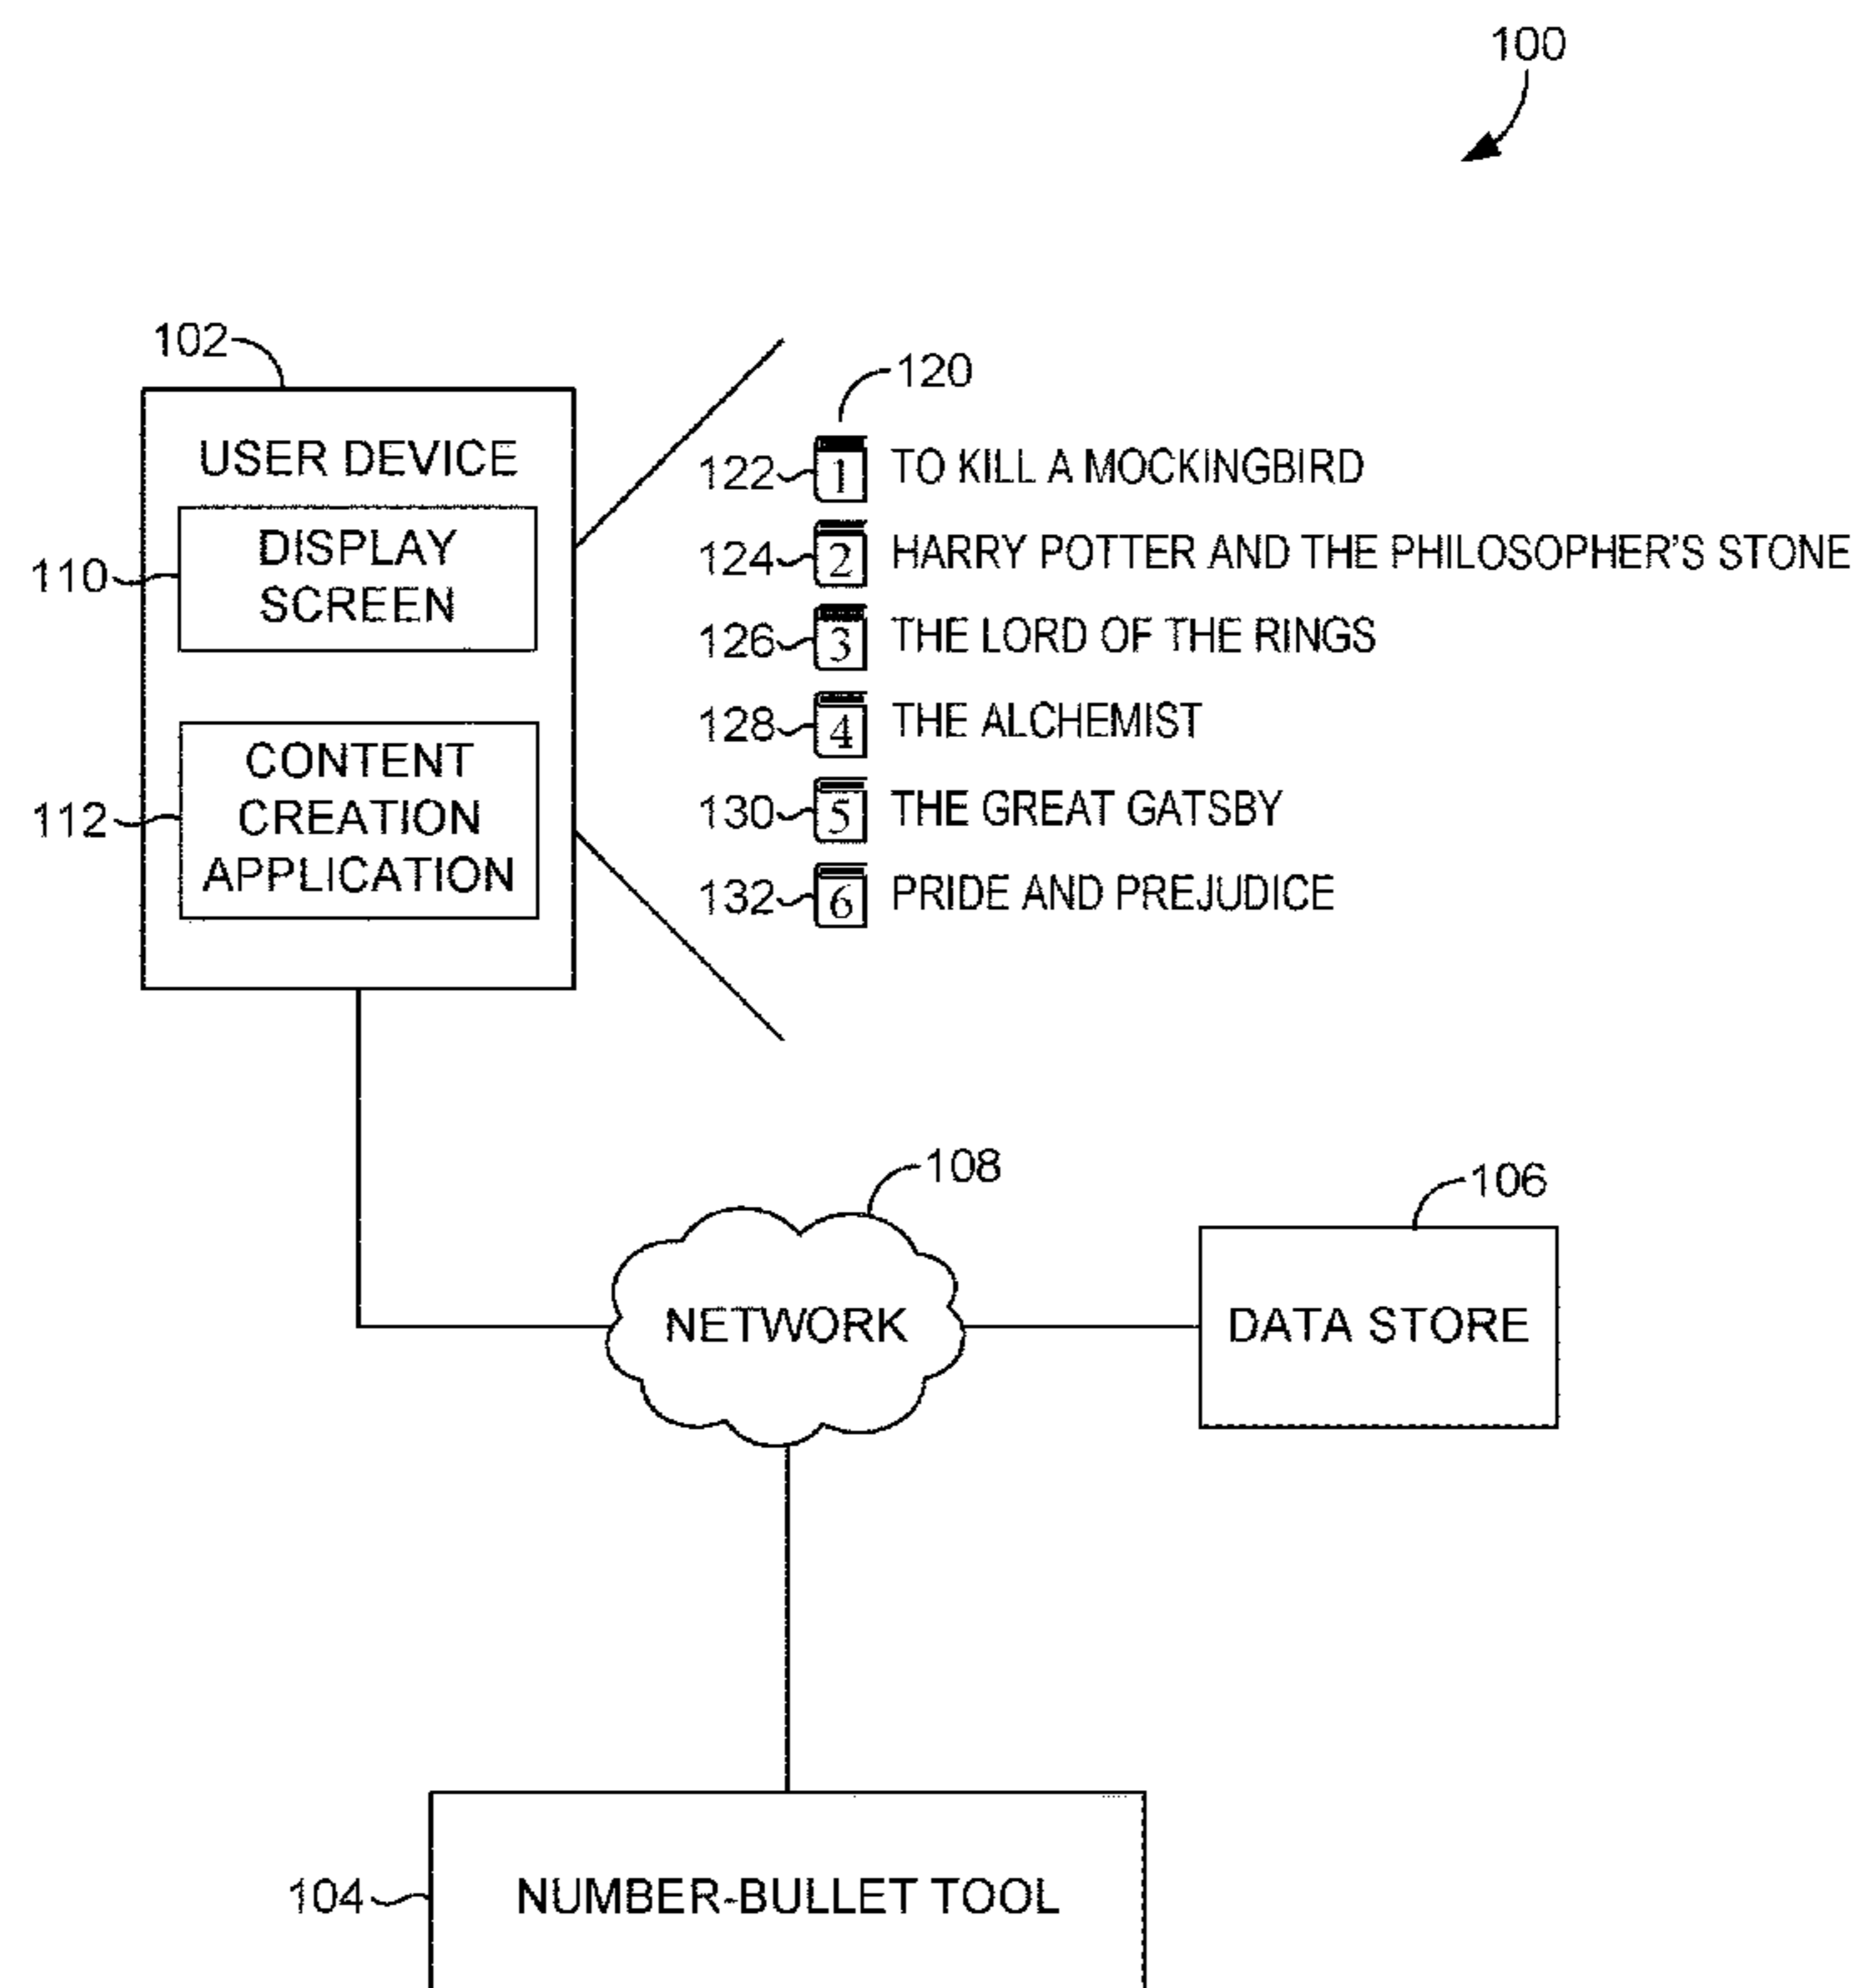 100
102
USER DEVICE
110
DISPLAY
SCREEN
112
CONTENT
CREATION
APPLICATION
120
122 1 TO KILL A MOCKINGBIRD
124 2 HARRY POTTER AND THE PHILOSOPHER'S STONE
126 3 THE LORD OF THE RINGS
128 4 THE ALCHEMIST
130 5 THE GREAT GATSBY
132 6 PRIDE AND PREJUDICE
108
NETWORK
106
DATA STORE
104
NUMBER-BULLET TOOL